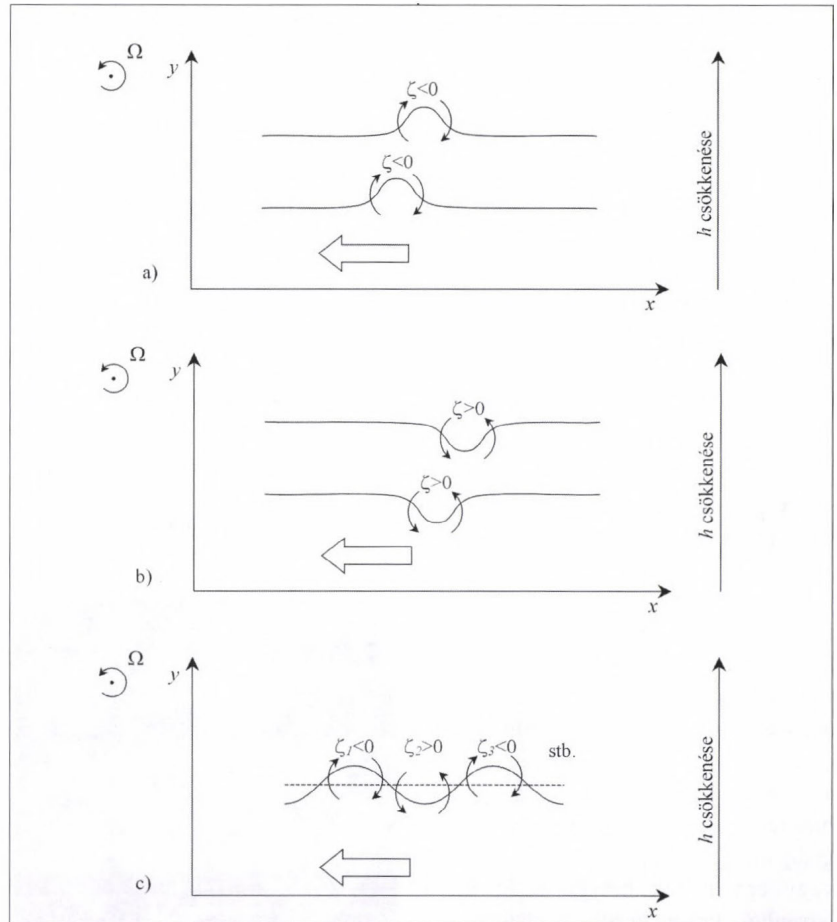 Ω
y
ζ<0
ζ<0
h csökkenése
a)
x
Ω
y
ζ>0
ζ>0
h csökkenése
b)
x
Ω
y
ζ1<0 ζ2>0 ζ3<0 stb.
h csökkenése
c)
x